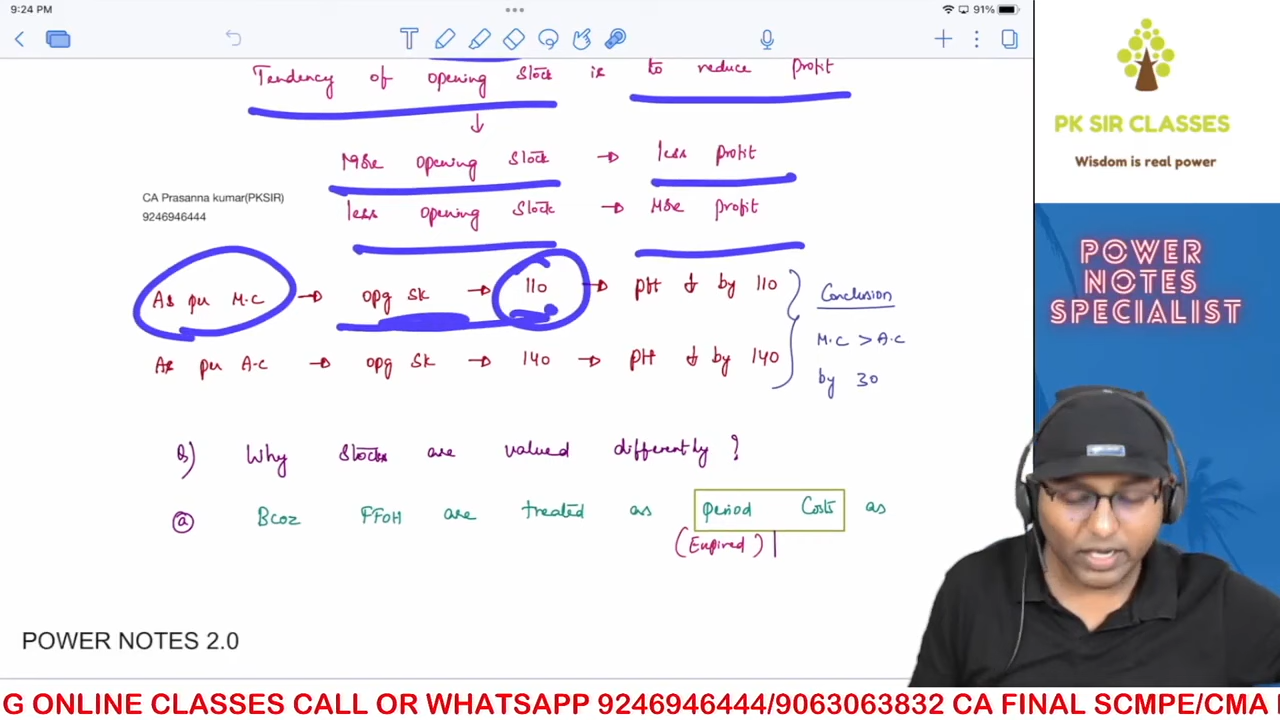 9:24 PM
91%
Tendency of opening Stock is to reduce Profit
More opening Stock → less Profit
CA Prasanna kumar(PKSIR)
9246946444
less opening Stock → More Profit
As per M.C → opg Sk → 110 → pft ↓ by 110
As per A.C → opg Sk → 140 → pft ↓ by 140
Conclusion
M.C > A.C
by 30
Q) Why Stocks are valued differently ?
(a) Bcoz FFOH are treated as period Costs as
(Expired)
POWER NOTES 2.0
PK SIR CLASSES
Wisdom is real power
POWER
NOTES
SPECIALIST
G ONLINE CLASSES CALL OR WHATSAPP 9246946444/9063063832 CA FINAL SCMPE/CMA